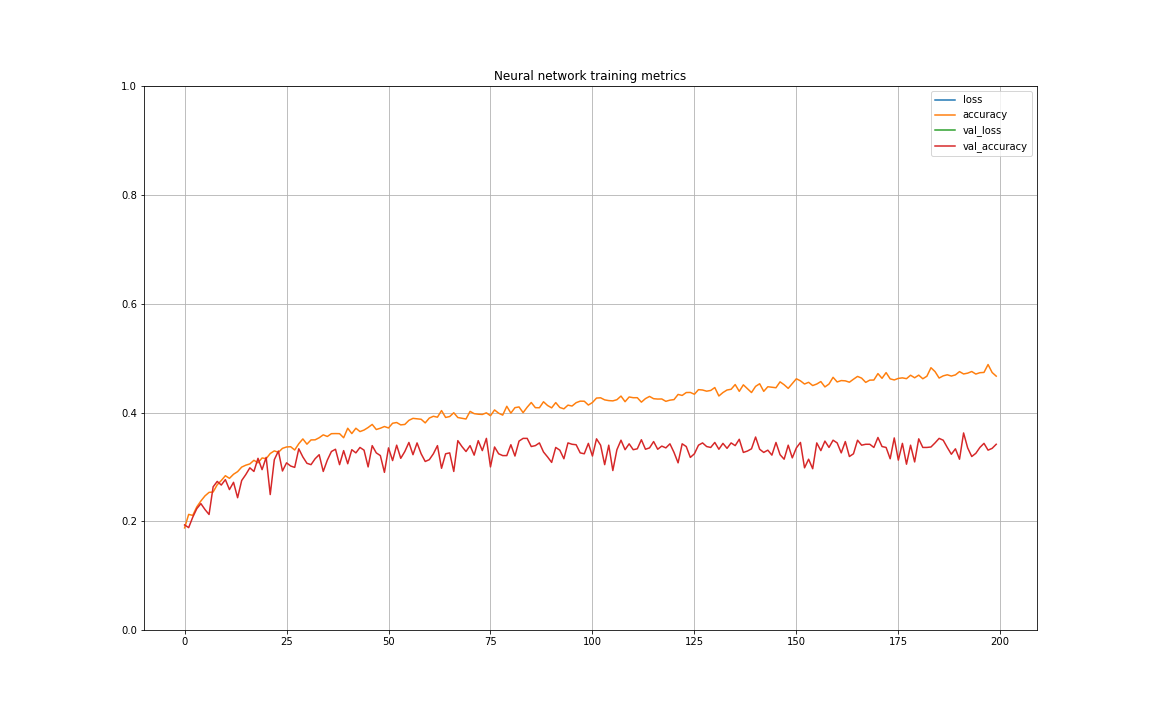 Neural network training metrics
1.0
loss
accuracy
val_loss
val_accuracy
0.8
0.6
0.4
0.2
0.0
0 25 50 75 100 125 150 175 200